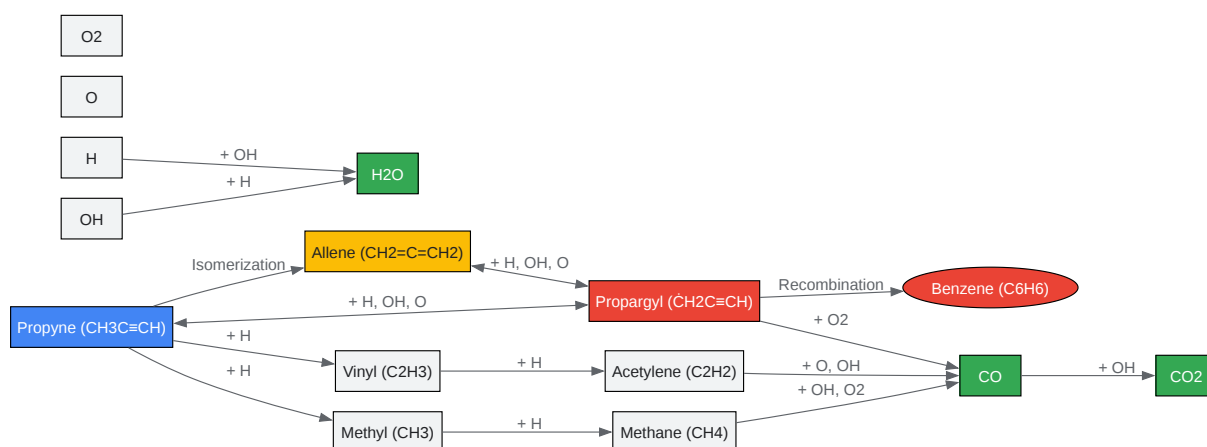 O2
O
H
+ OH
H2O
+ H
OH
Allene (CH2=C=CH2)
Isomerization
+ H, OH, O
Recombination
Benzene (C6H6)
Propargyl (ĊH2C≡CH)
+ H, OH, O
Propyne (CH3C≡CH)
+ O2
+ H
Vinyl (C2H3)
+ H
Acetylene (C2H2)
+ O, OH
CO
+ OH
CO2
+ H
+ OH, O2
Methyl (CH3)
+ H
Methane (CH4)